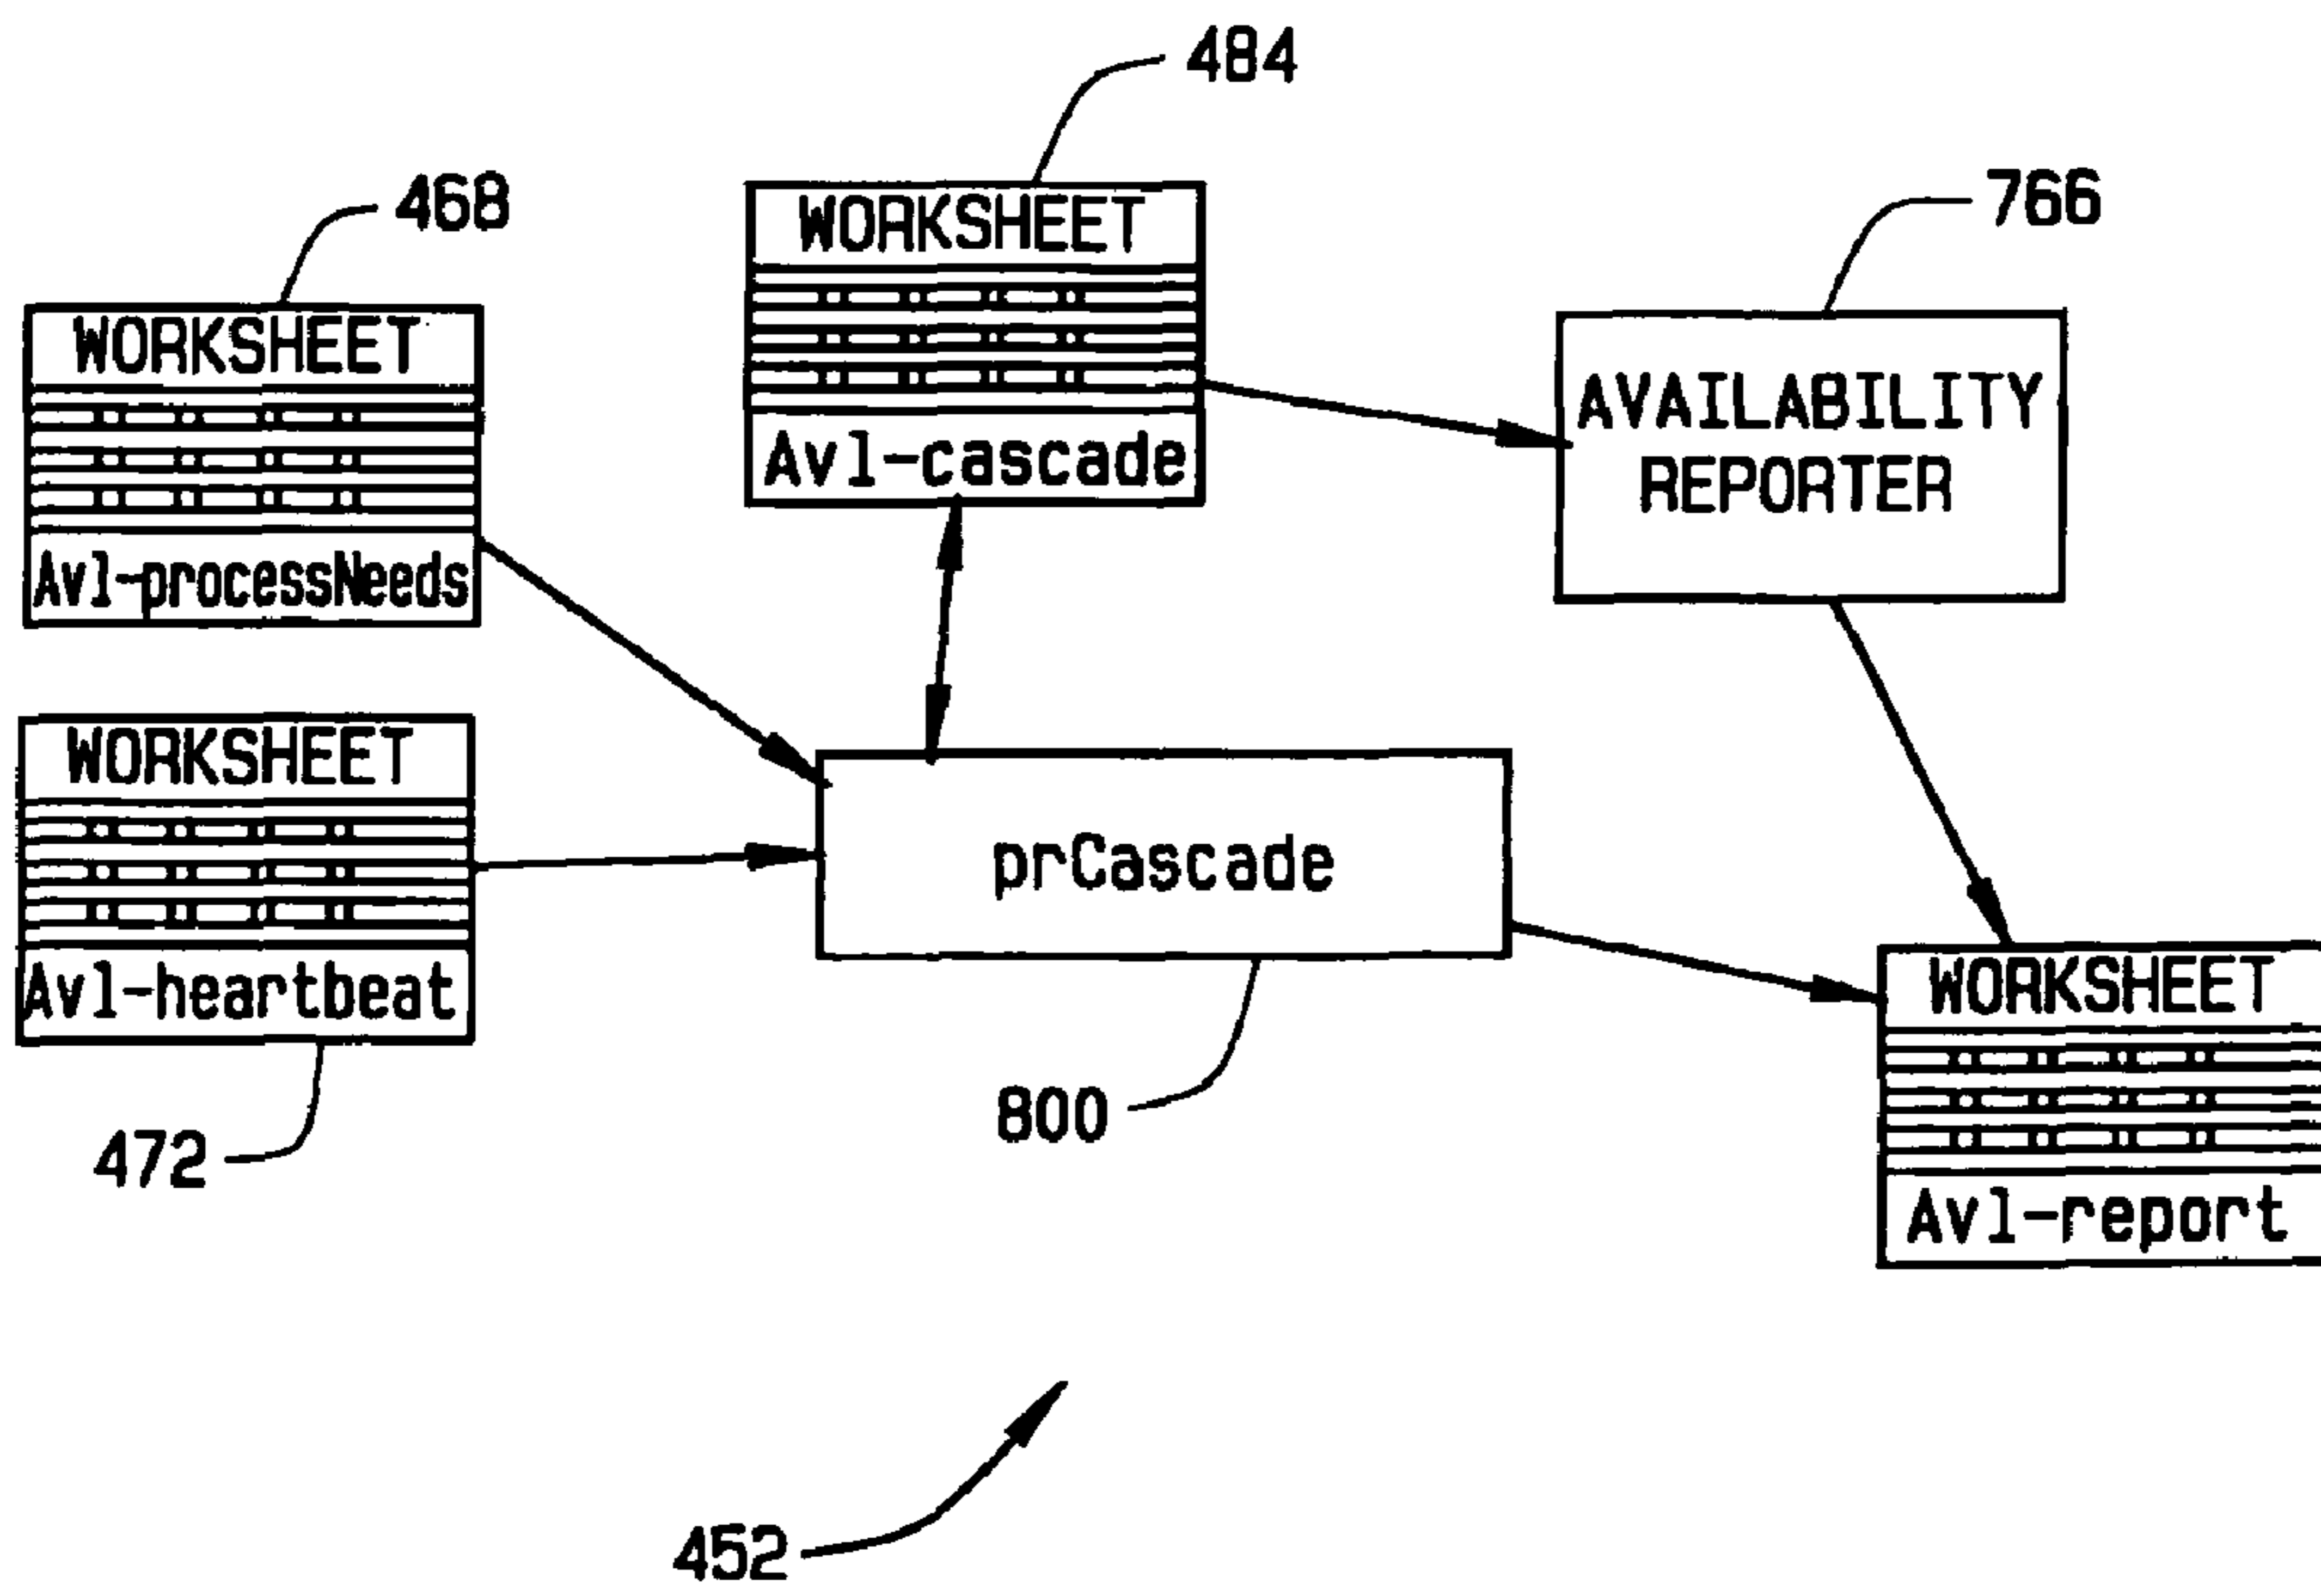 484
468
766
WORKSHEET
Avl-cascade
WORKSHEET
Avl-processNeeds
AVAILABILITY
REPORTER
WORKSHEET
Avl-heartbeat
472
prCascade
800
WORKSHEET
Avl-report
452